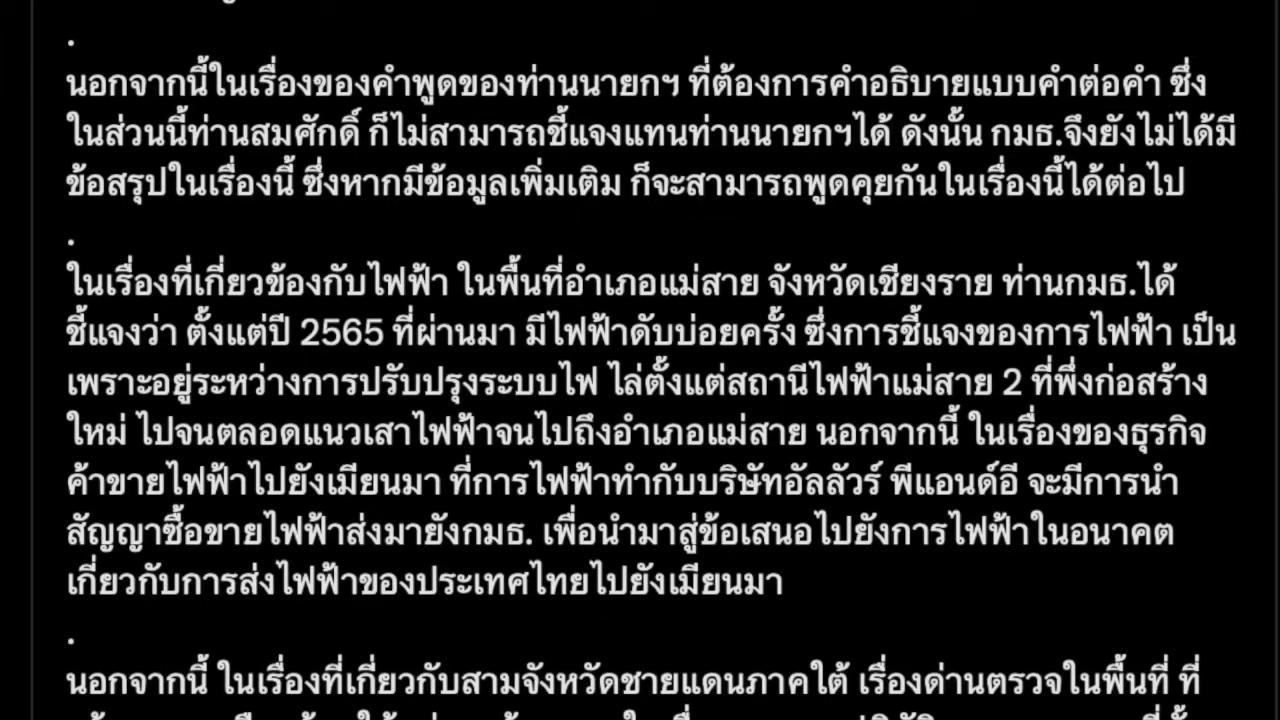 .
นอกจากนี้ในเรื่องของคำพูดของท่านนายกฯ ที่ต้องการคำอธิบายแบบคำต่อคำ ซึ่ง
ในส่วนนี้ท่านสมศักดิ์ ก็ไม่สามารถชี้แจงแทนท่านนายกฯได้ ดังนั้น กมธ.จึงยังไม่ได้มี
ข้อสรุปในเรื่องนี้ ซึ่งหากมีข้อมูลเพิ่มเติม ก็จะสามารถพูดคุยกันในเรื่องนี้ได้ต่อไป
.
ในเรื่องที่เกี่ยวข้องกับไฟฟ้า ในพื้นที่อำเภอแม่สาย จังหวัดเชียงราย ท่านกมธ.ได้
ชี้แจงว่า ตั้งแต่ปี 2565 ที่ผ่านมา มีไฟฟ้าดับบ่อยครั้ง ซึ่งการชี้แจงของการไฟฟ้า เป็น
เพราะอยู่ระหว่างการปรับปรุงระบบไฟ ไล่ตั้งแต่สถานีไฟฟ้าแม่สาย 2 ที่พึ่งก่อสร้าง
ใหม่ ไปจนตลอดแนวเสาไฟฟ้าจนไปถึงอำเภอแม่สาย นอกจากนี้ ในเรื่องของธุรกิจ
ค้าขายไฟฟ้าไปยังเมียนมา ที่การไฟฟ้าทำกับบริษัทอัลลัวร์ พีแอนด์อี จะมีการนำ
สัญญาซื้อขายไฟฟ้าส่งมายังกมธ. เพื่อนำมาสู่ข้อเสนอไปยังการไฟฟ้าในอนาคต
เกี่ยวกับการส่งไฟฟ้าของประเทศไทยไปยังเมียนมา
.
นอกจากนี้ ในเรื่องที่เกี่ยวกับสามจังหวัดชายแดนภาคใต้ เรื่องด่านตรวจในพื้นที่ ที่